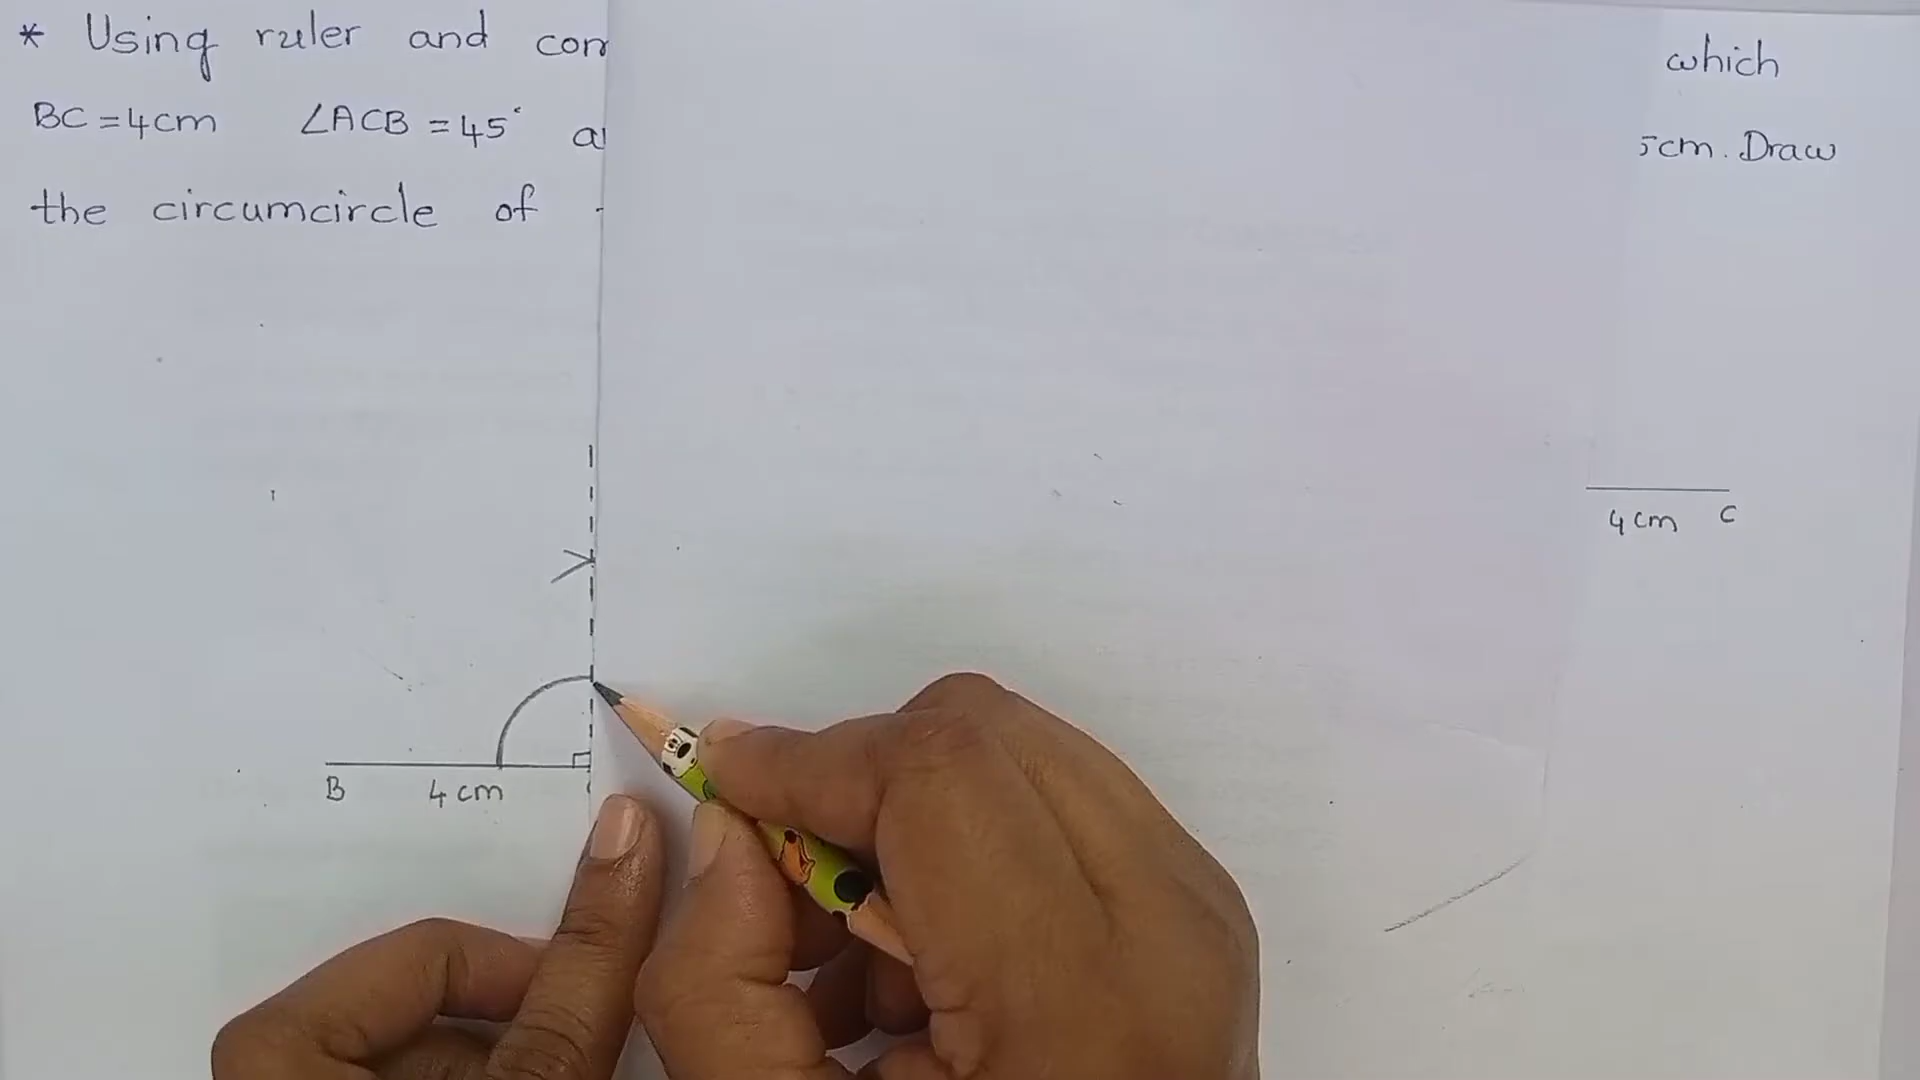 * Using ruler and com which
BC = 4cm ∠ACB = 45° a 5cm. Draw
the circumcircle of
4 cm C
B 4 cm